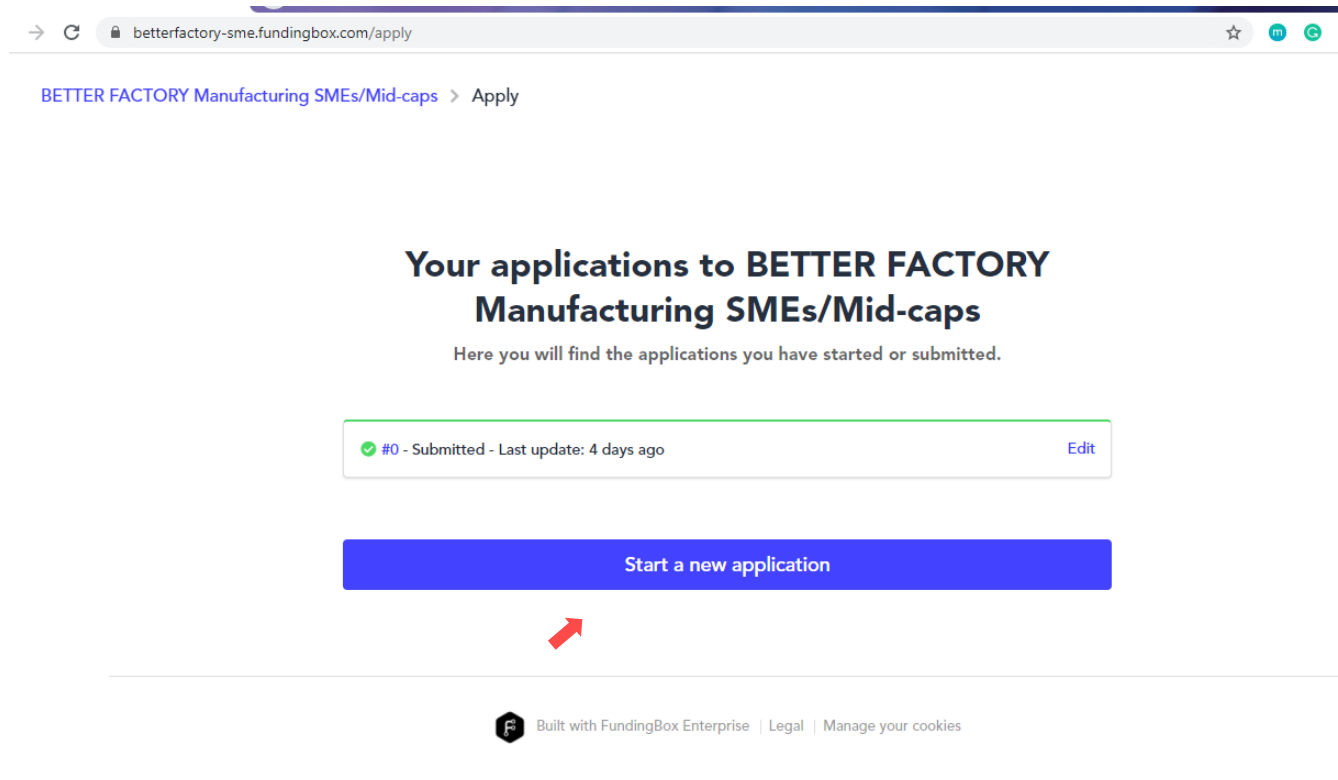 betterfactory-sme.fundingbox.com/apply
m
G
BETTER FACTORY Manufacturing SMEs/Mid-caps > Apply
Your applications to BETTER FACTORY
Manufacturing SMEs/Mid-caps
Here you will find the applications you have started or submitted.
#0 - Submitted - Last update: 4 days ago
Edit
Start a new application
Built with FundingBox Enterprise | Legal | Manage your cookies